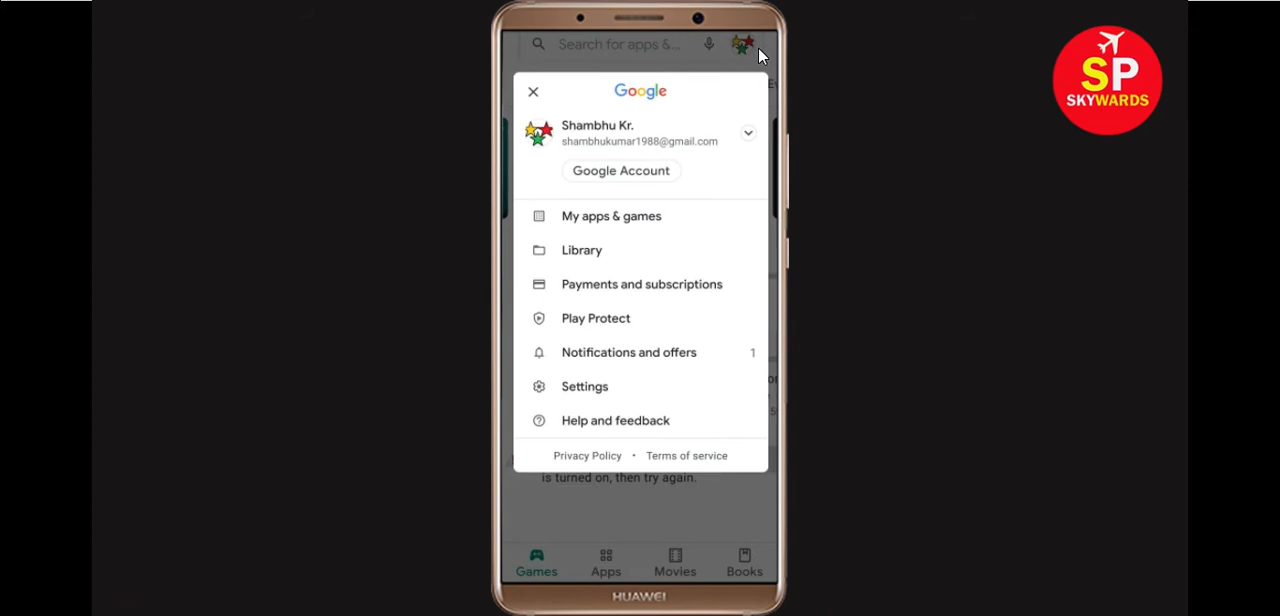 Search for apps &...
SP
SKYWARDS
Google
Shambhu Kr.
shambhukumar1988@gmail.com
Google Account
My apps & games
Library
Payments and subscriptions
Play Protect
Notifications and offers 1
Settings
Help and feedback
Privacy Policy • Terms of service
is turned on, then try again.
Games Apps Movies Books
HUAWEI